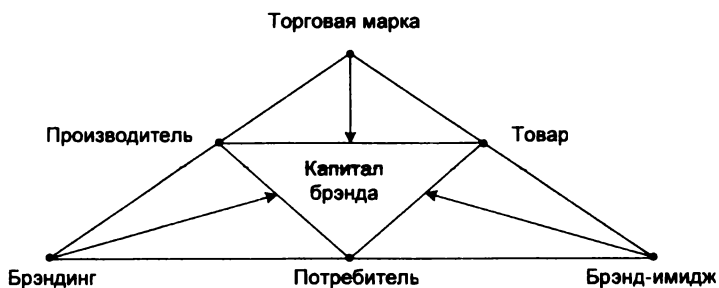 Торговая марка
Производитель
Товар
Капитал
брэнда
Брэндинг
Потребитель
Брэнд-имидж